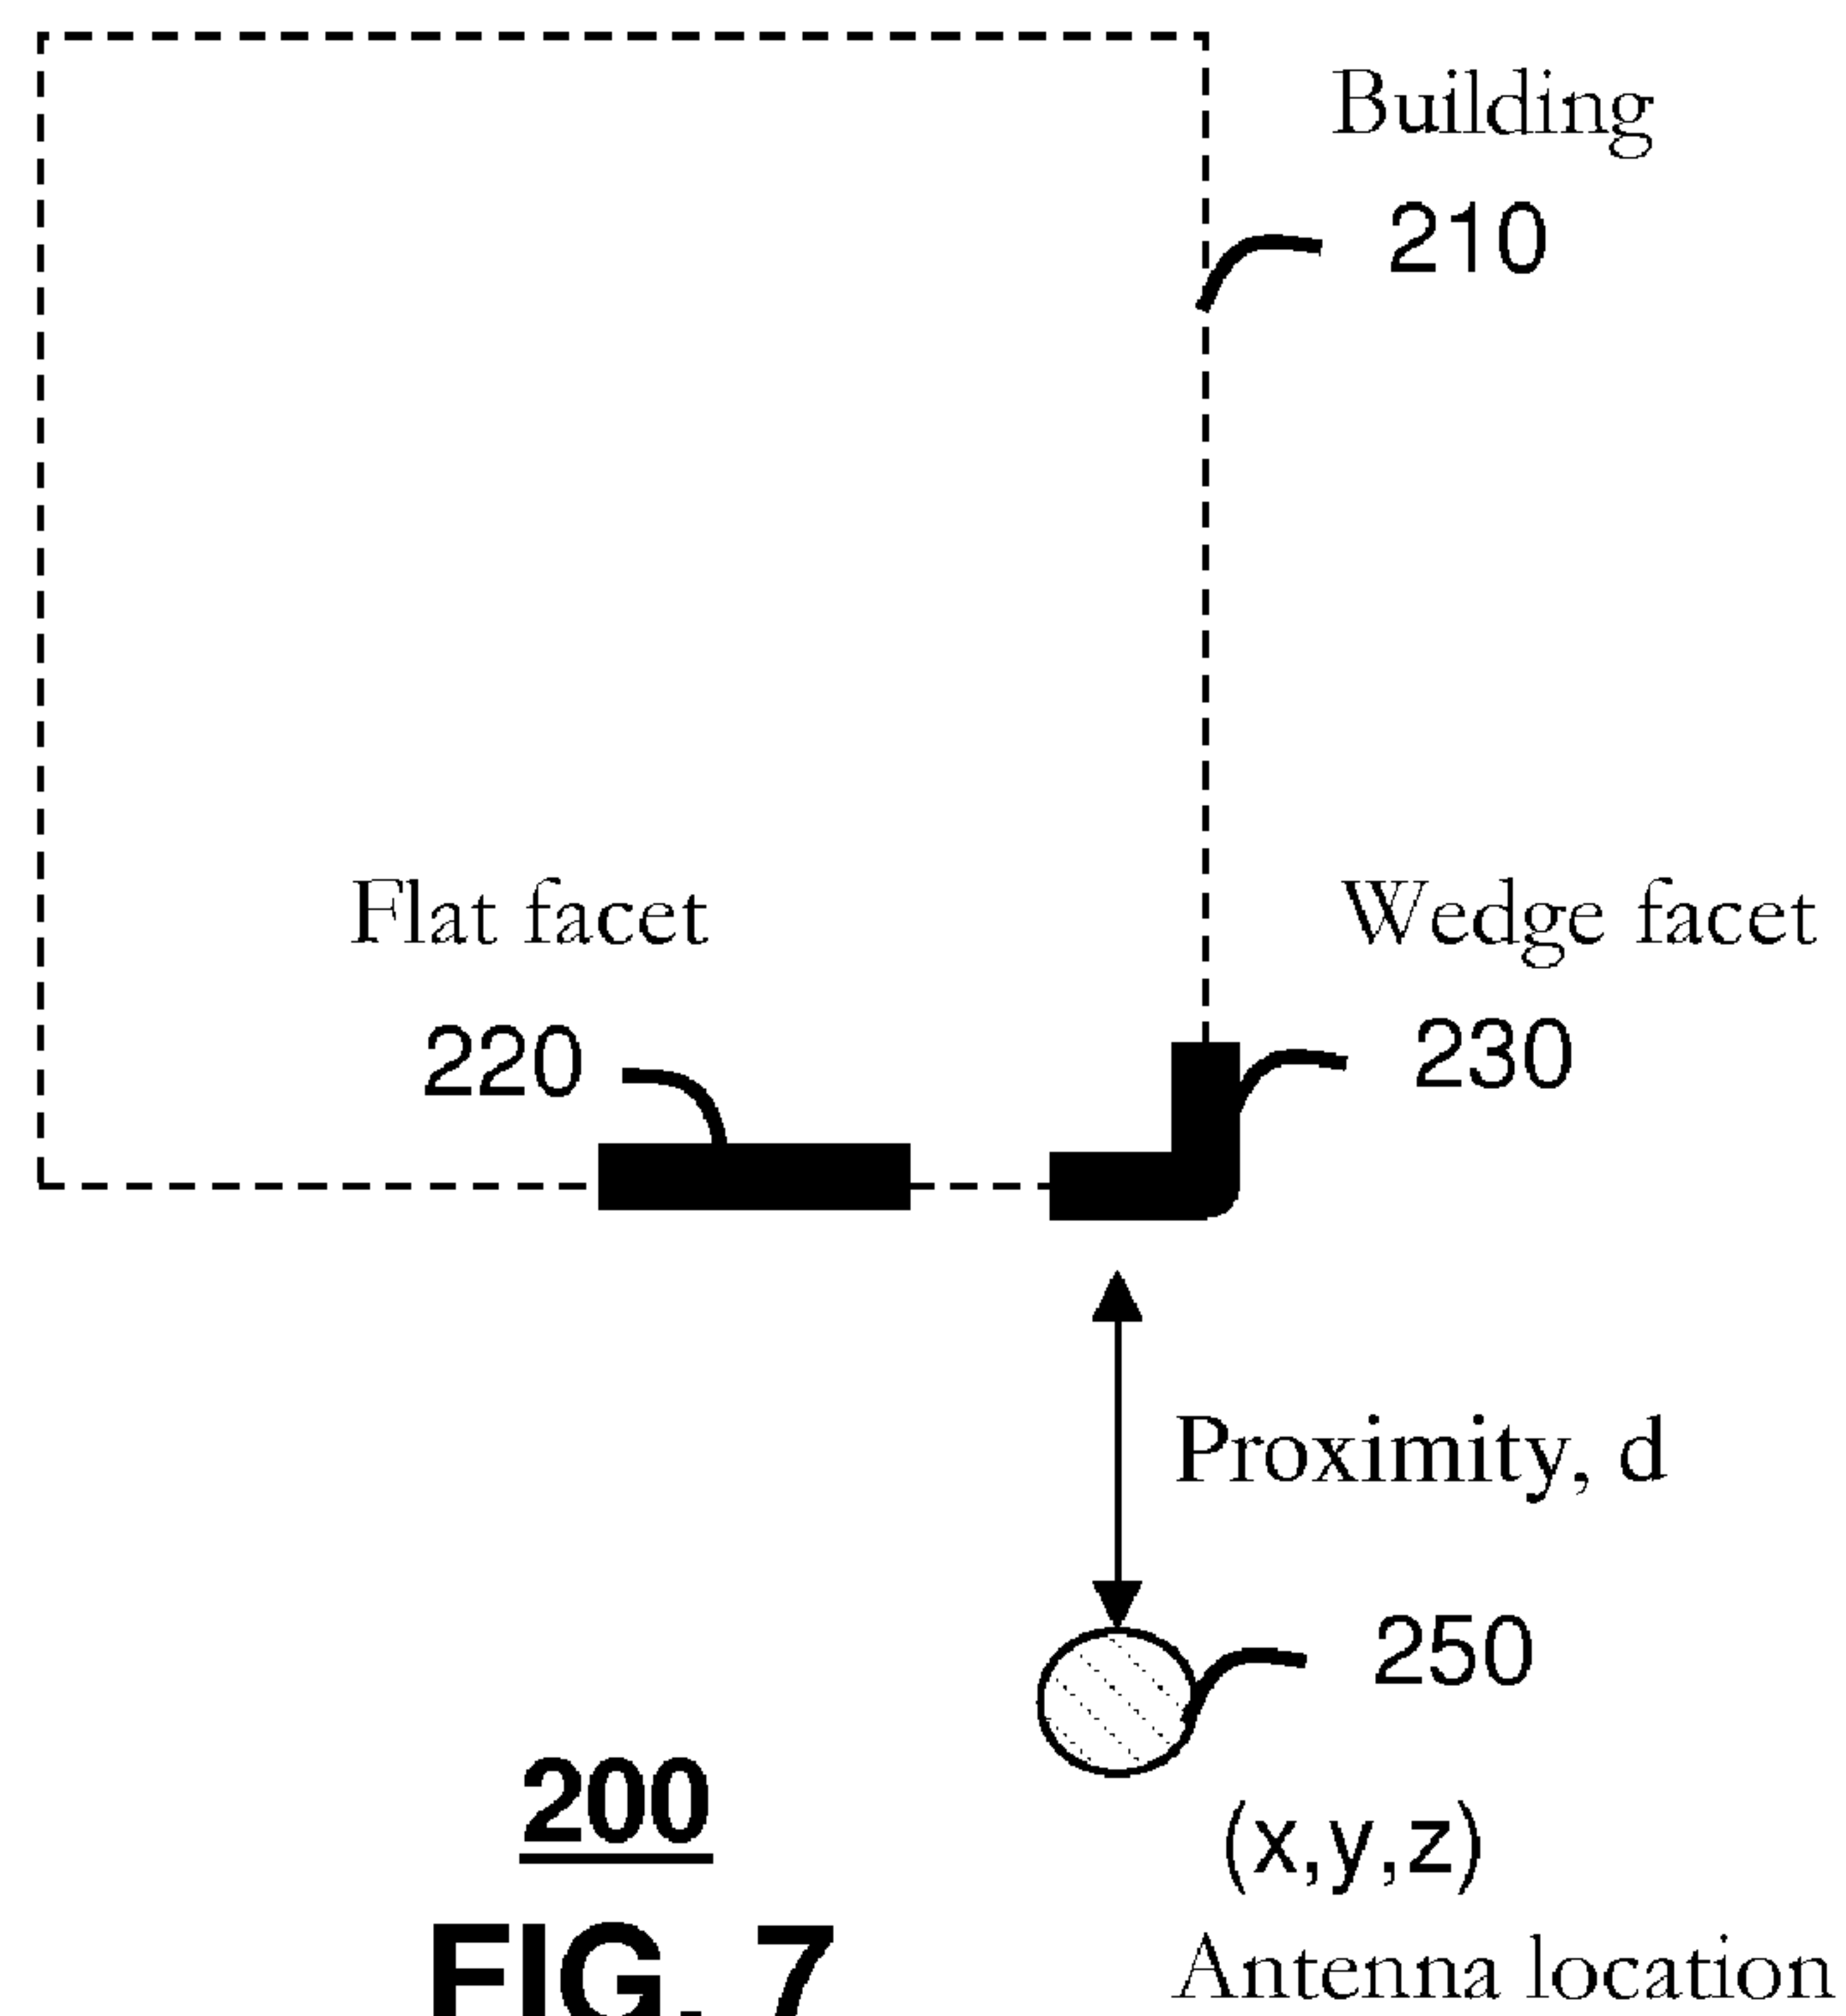 Building
210
Flat facet
Wedge facet
220
230
Proximity, d
250
200
(x,y,z)
FIG. 7
Antenna location